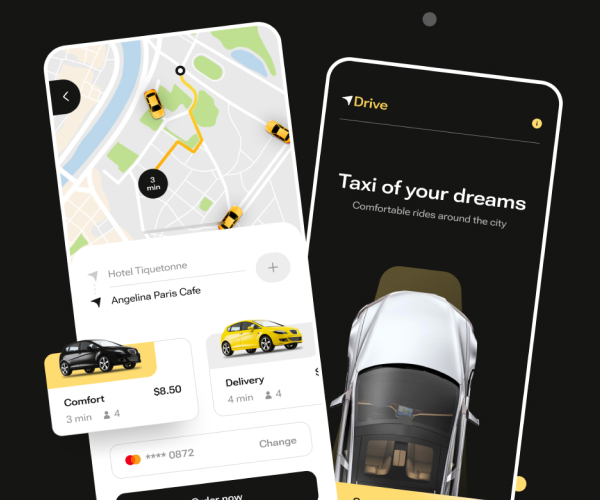 3
min
Hotel Tiquetonne
Angelina Paris Cafe
Comfort
$8.50
3 min 4
Delivery
4 min 4
**** 0872
Change
Order now
Drive
i
Taxi of your dreams
Comfortable rides around the city